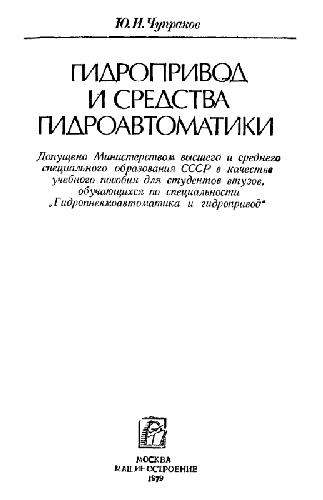 Ю. И. Чупраков
ГИДРОПРИВОД
И СРЕДСТВА
ГИДРОАВТОМАТИКИ
Допущено Министерством высшего и среднего
специального образования СССР в качестве
учебного пособия для студентов втузов,
обучающихся по специальности
„Гидропневмоавтоматика и гидропривод“
МОСКВА
МАШИНОСТРОЕНИЕ
1979